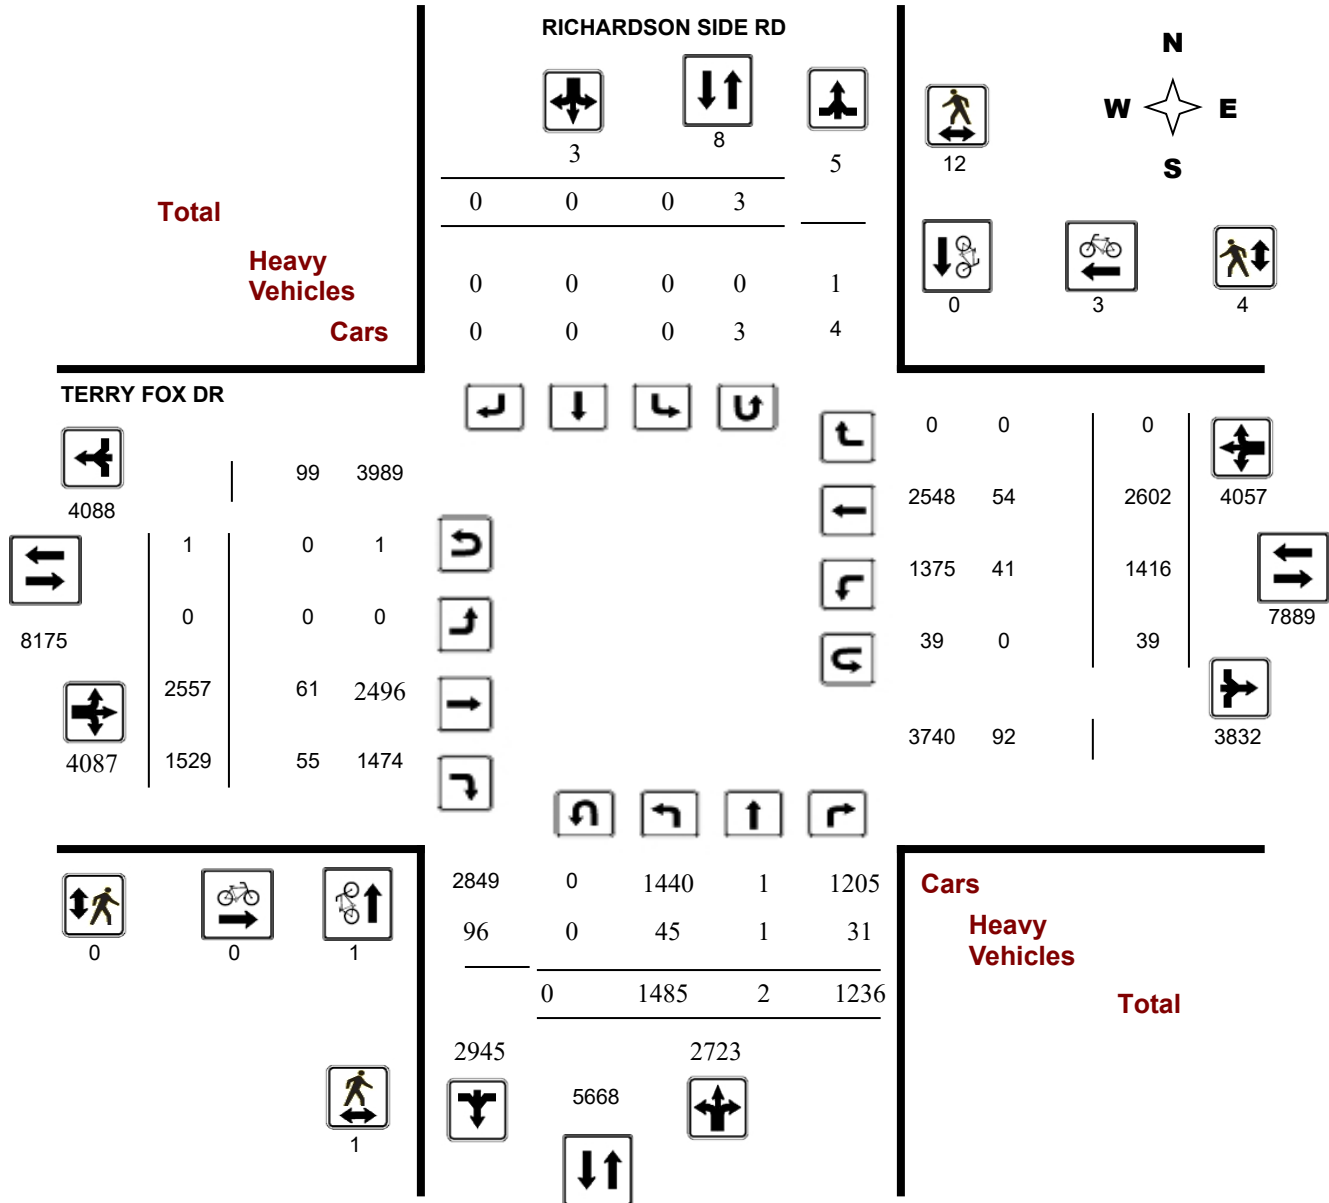 RICHARDSON SIDE RD
N
W E
S
3 8 5 12
Total 0 0 0 3
Heavy
Vehicles 0 0 0 0 1
Cars 0 0 0 3 4
0 3 4
TERRY FOX DR
0 0 0
99 3989
4088
2548 54 2602 4057
1 0 1
1375 41 1416
7889
0 0 0
8175
39 0 39
2557 61 2496
3740 92 3832
4087 1529 55 1474
2849 0 1440 1 1205 Cars
96 0 45 1 31 Heavy
Vehicles
0 0 1
0 1485 2 1236 Total
2945 2723
5668
1